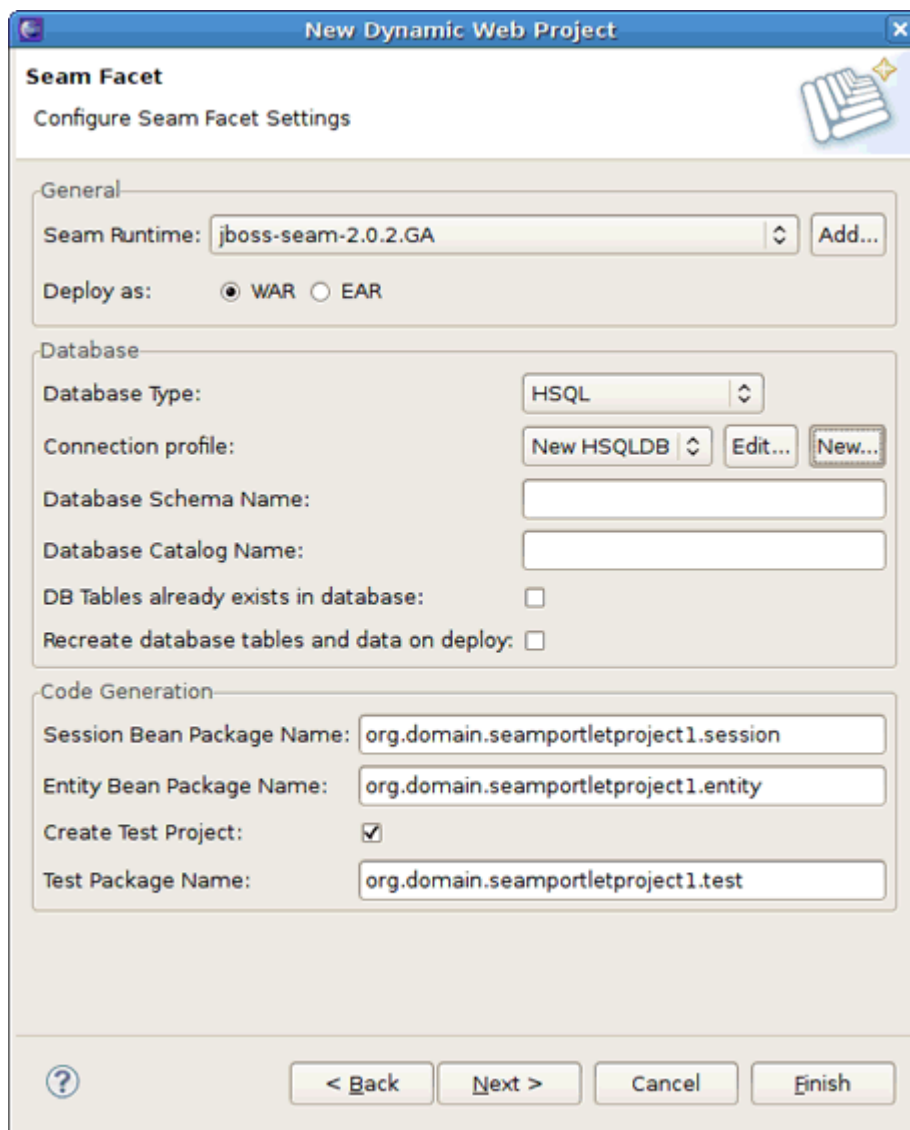 New Dynamic Web Project
Seam Facet
Configure Seam Facet Settings
General
Seam Runtime: jboss-seam-2.0.2.GA Add...
Deploy as: WAR EAR
Database
Database Type: HSQL
Connection profile: New HSQLDB Edit... New...
Database Schema Name:
Database Catalog Name:
DB Tables already exists in database:
Recreate database tables and data on deploy:
Code Generation
Session Bean Package Name: org.domain.seamportletproject1.session
Entity Bean Package Name: org.domain.seamportletproject1.entity
Create Test Project:
Test Package Name: org.domain.seamportletproject1.test
? < Back Next > Cancel Finish